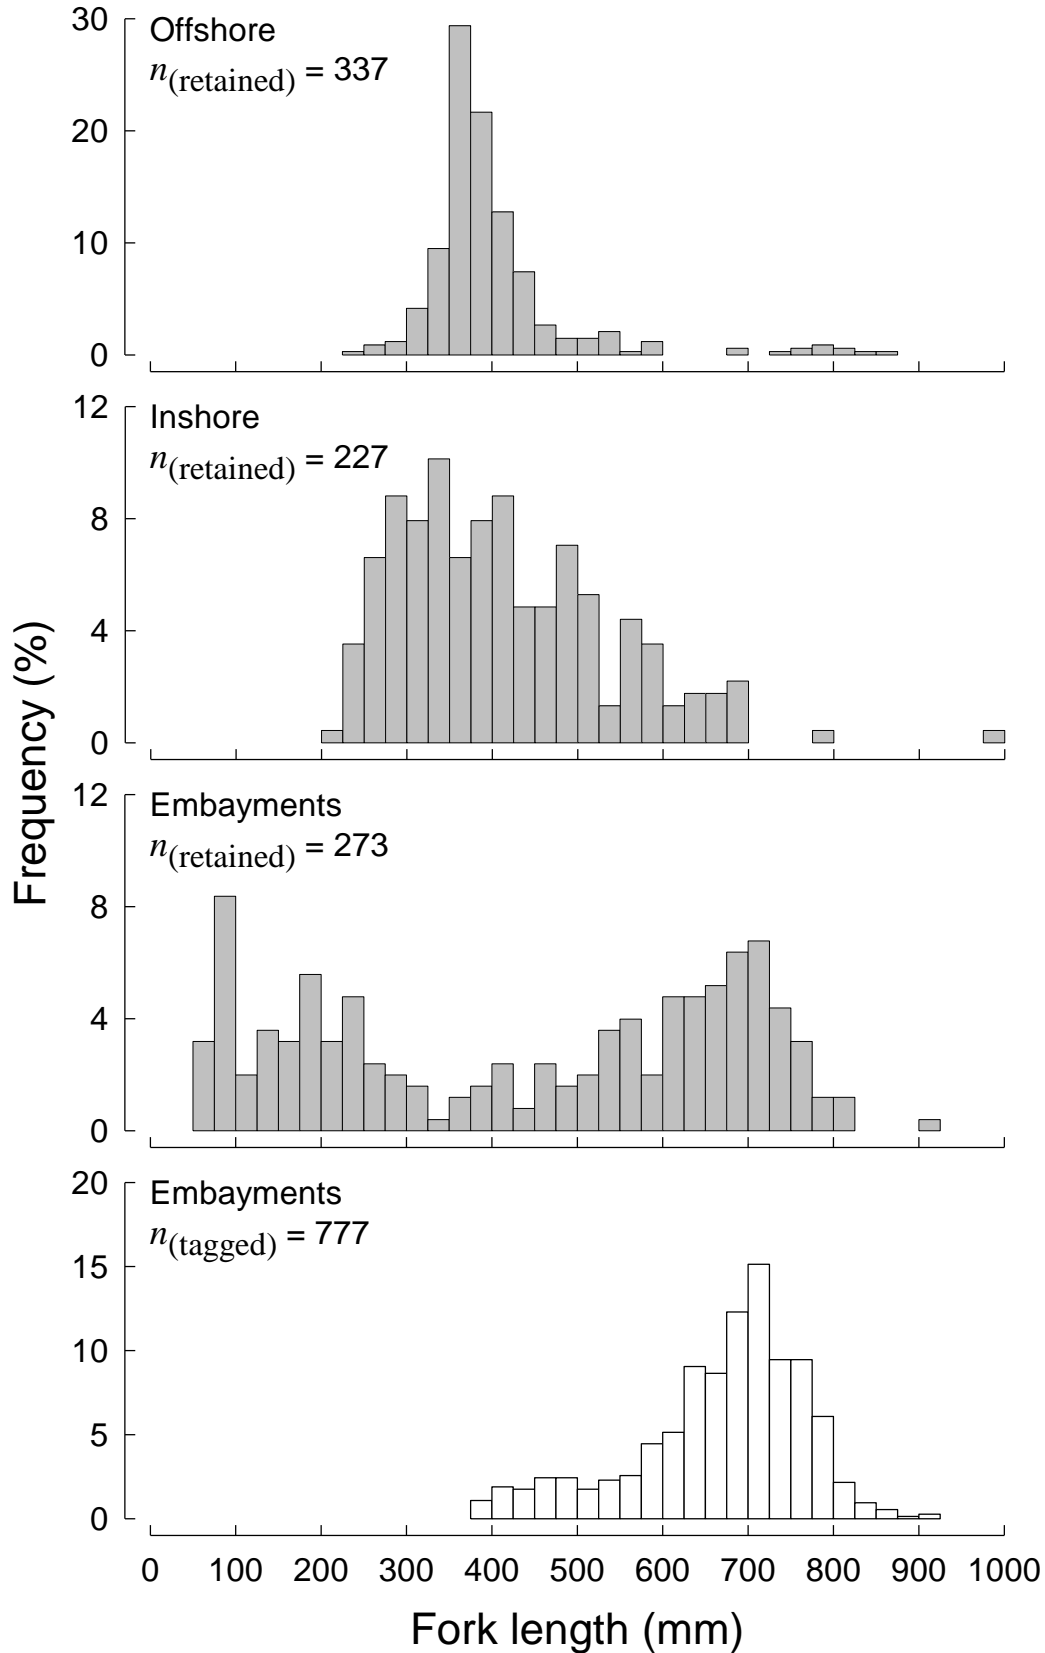 30
Offshore
n(retained) = 337
20
10
0
12
Inshore
n(retained) = 227
8
4
0
12
Embayments
n(retained) = 273
8
4
0
20
Embayments
n(tagged) = 777
15
10
5
0
0 100 200 300 400 500 600 700 800 900 1000
Fork length (mm)
Frequency (%)